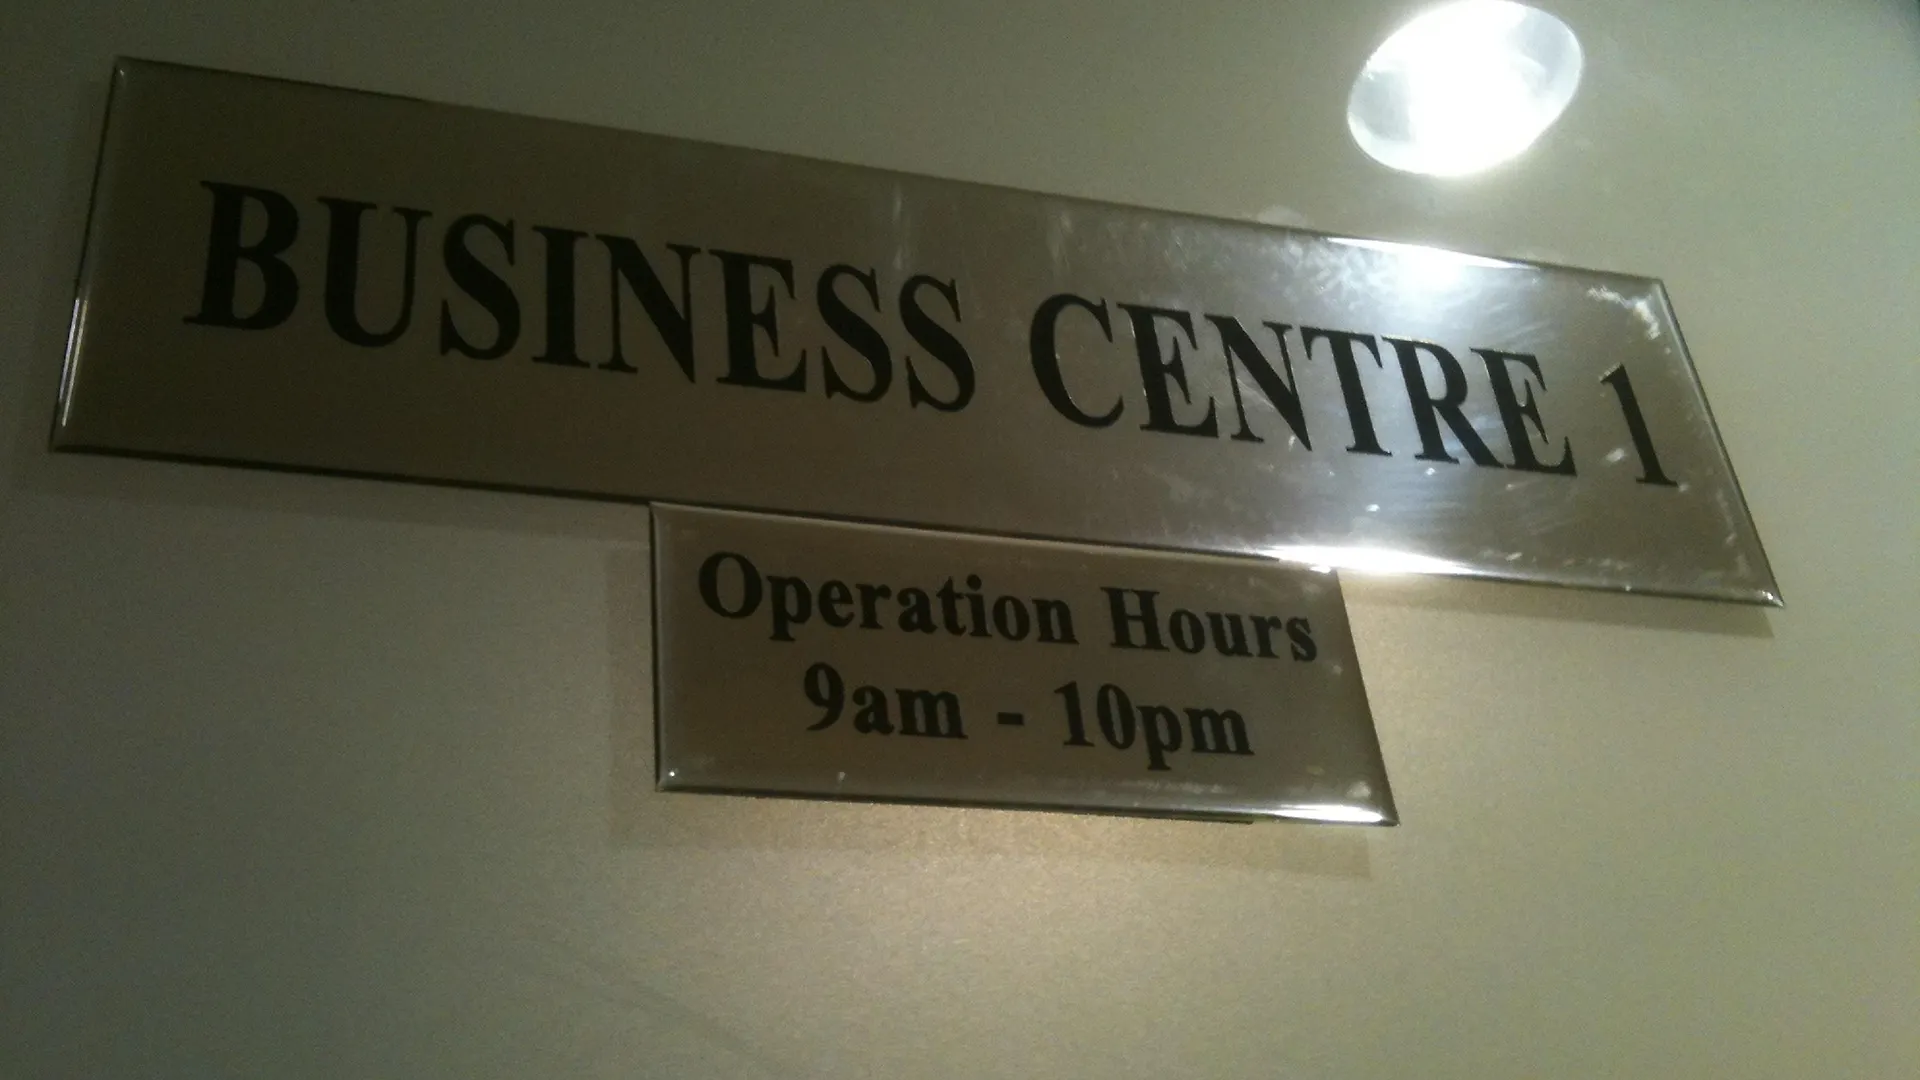 BUSINESS CENTRE 1
Operation Hours
9am - 10pm